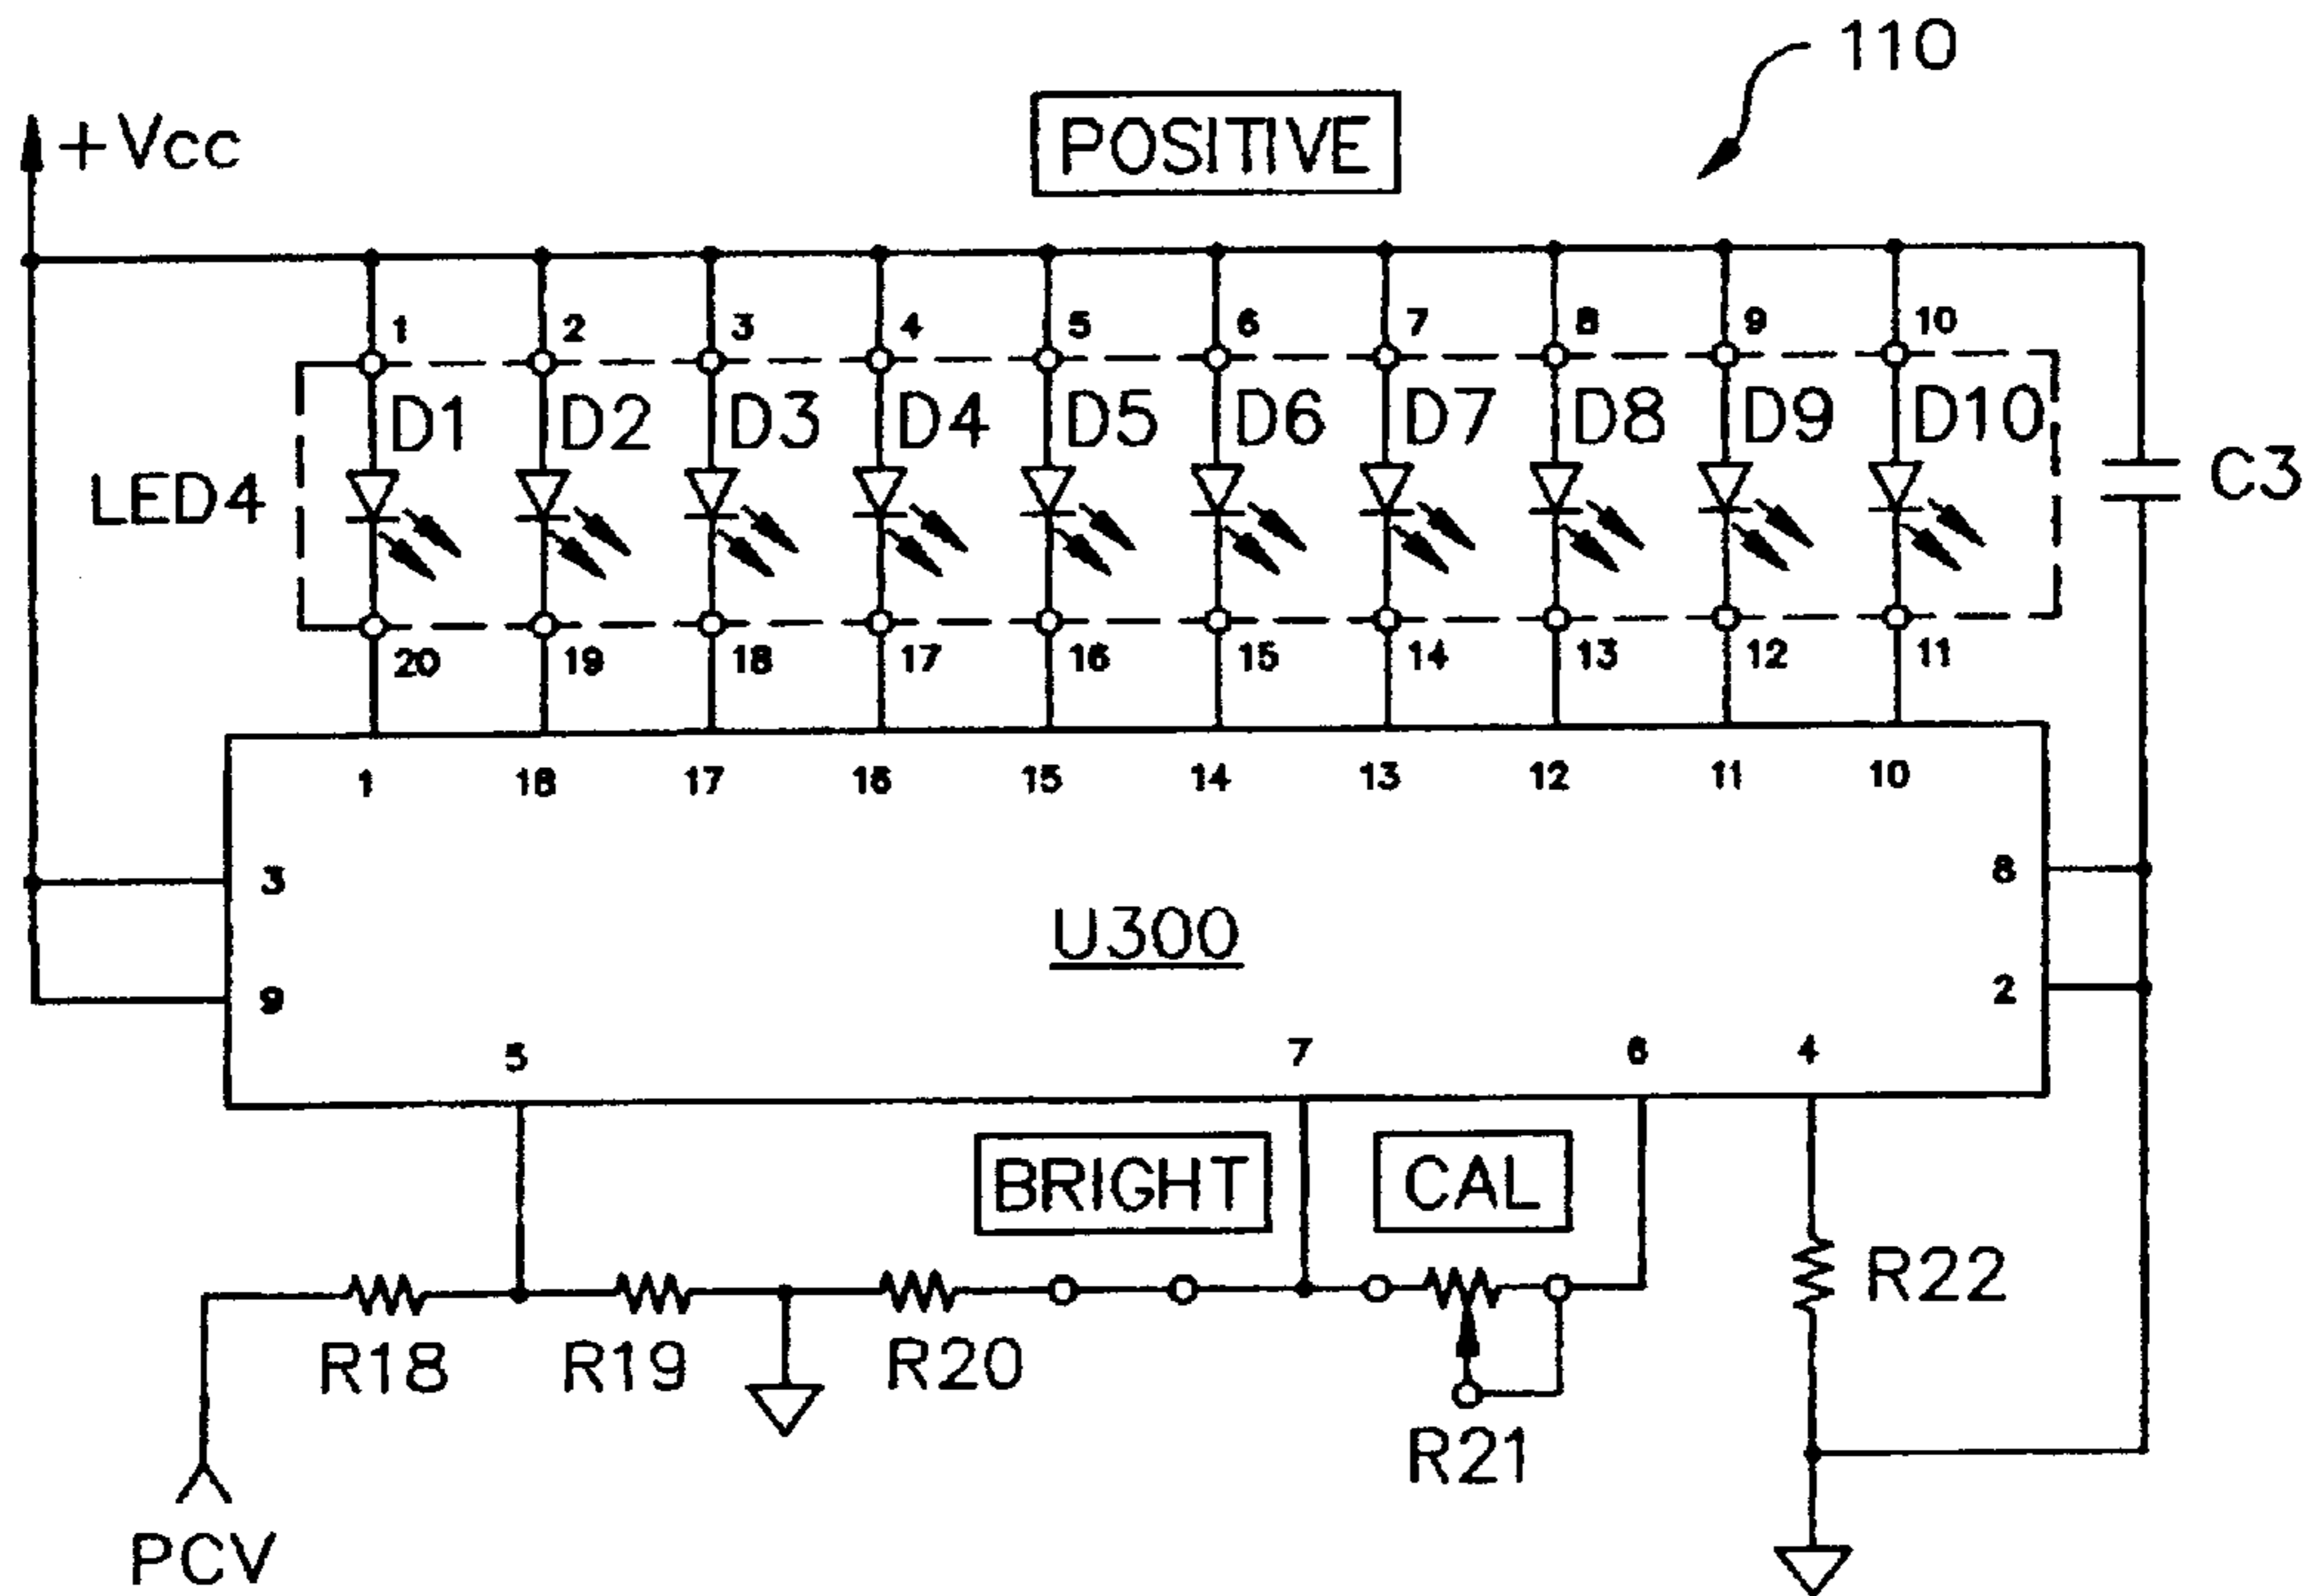 110
POSITIVE
+Vcc
1 2 3 4 5 6 7 8 9 10
D1 D2 D3 D4 D5 D6 D7 D8 D9 D10
LED4
C3
20 19 18 17 16 15 14 13 12 11
1 18 17 16 15 14 13 12 11 10
3 8
U300
9 2
5 7 6 4
BRIGHT CAL
R18 R19 R20 R22
R21
PCV